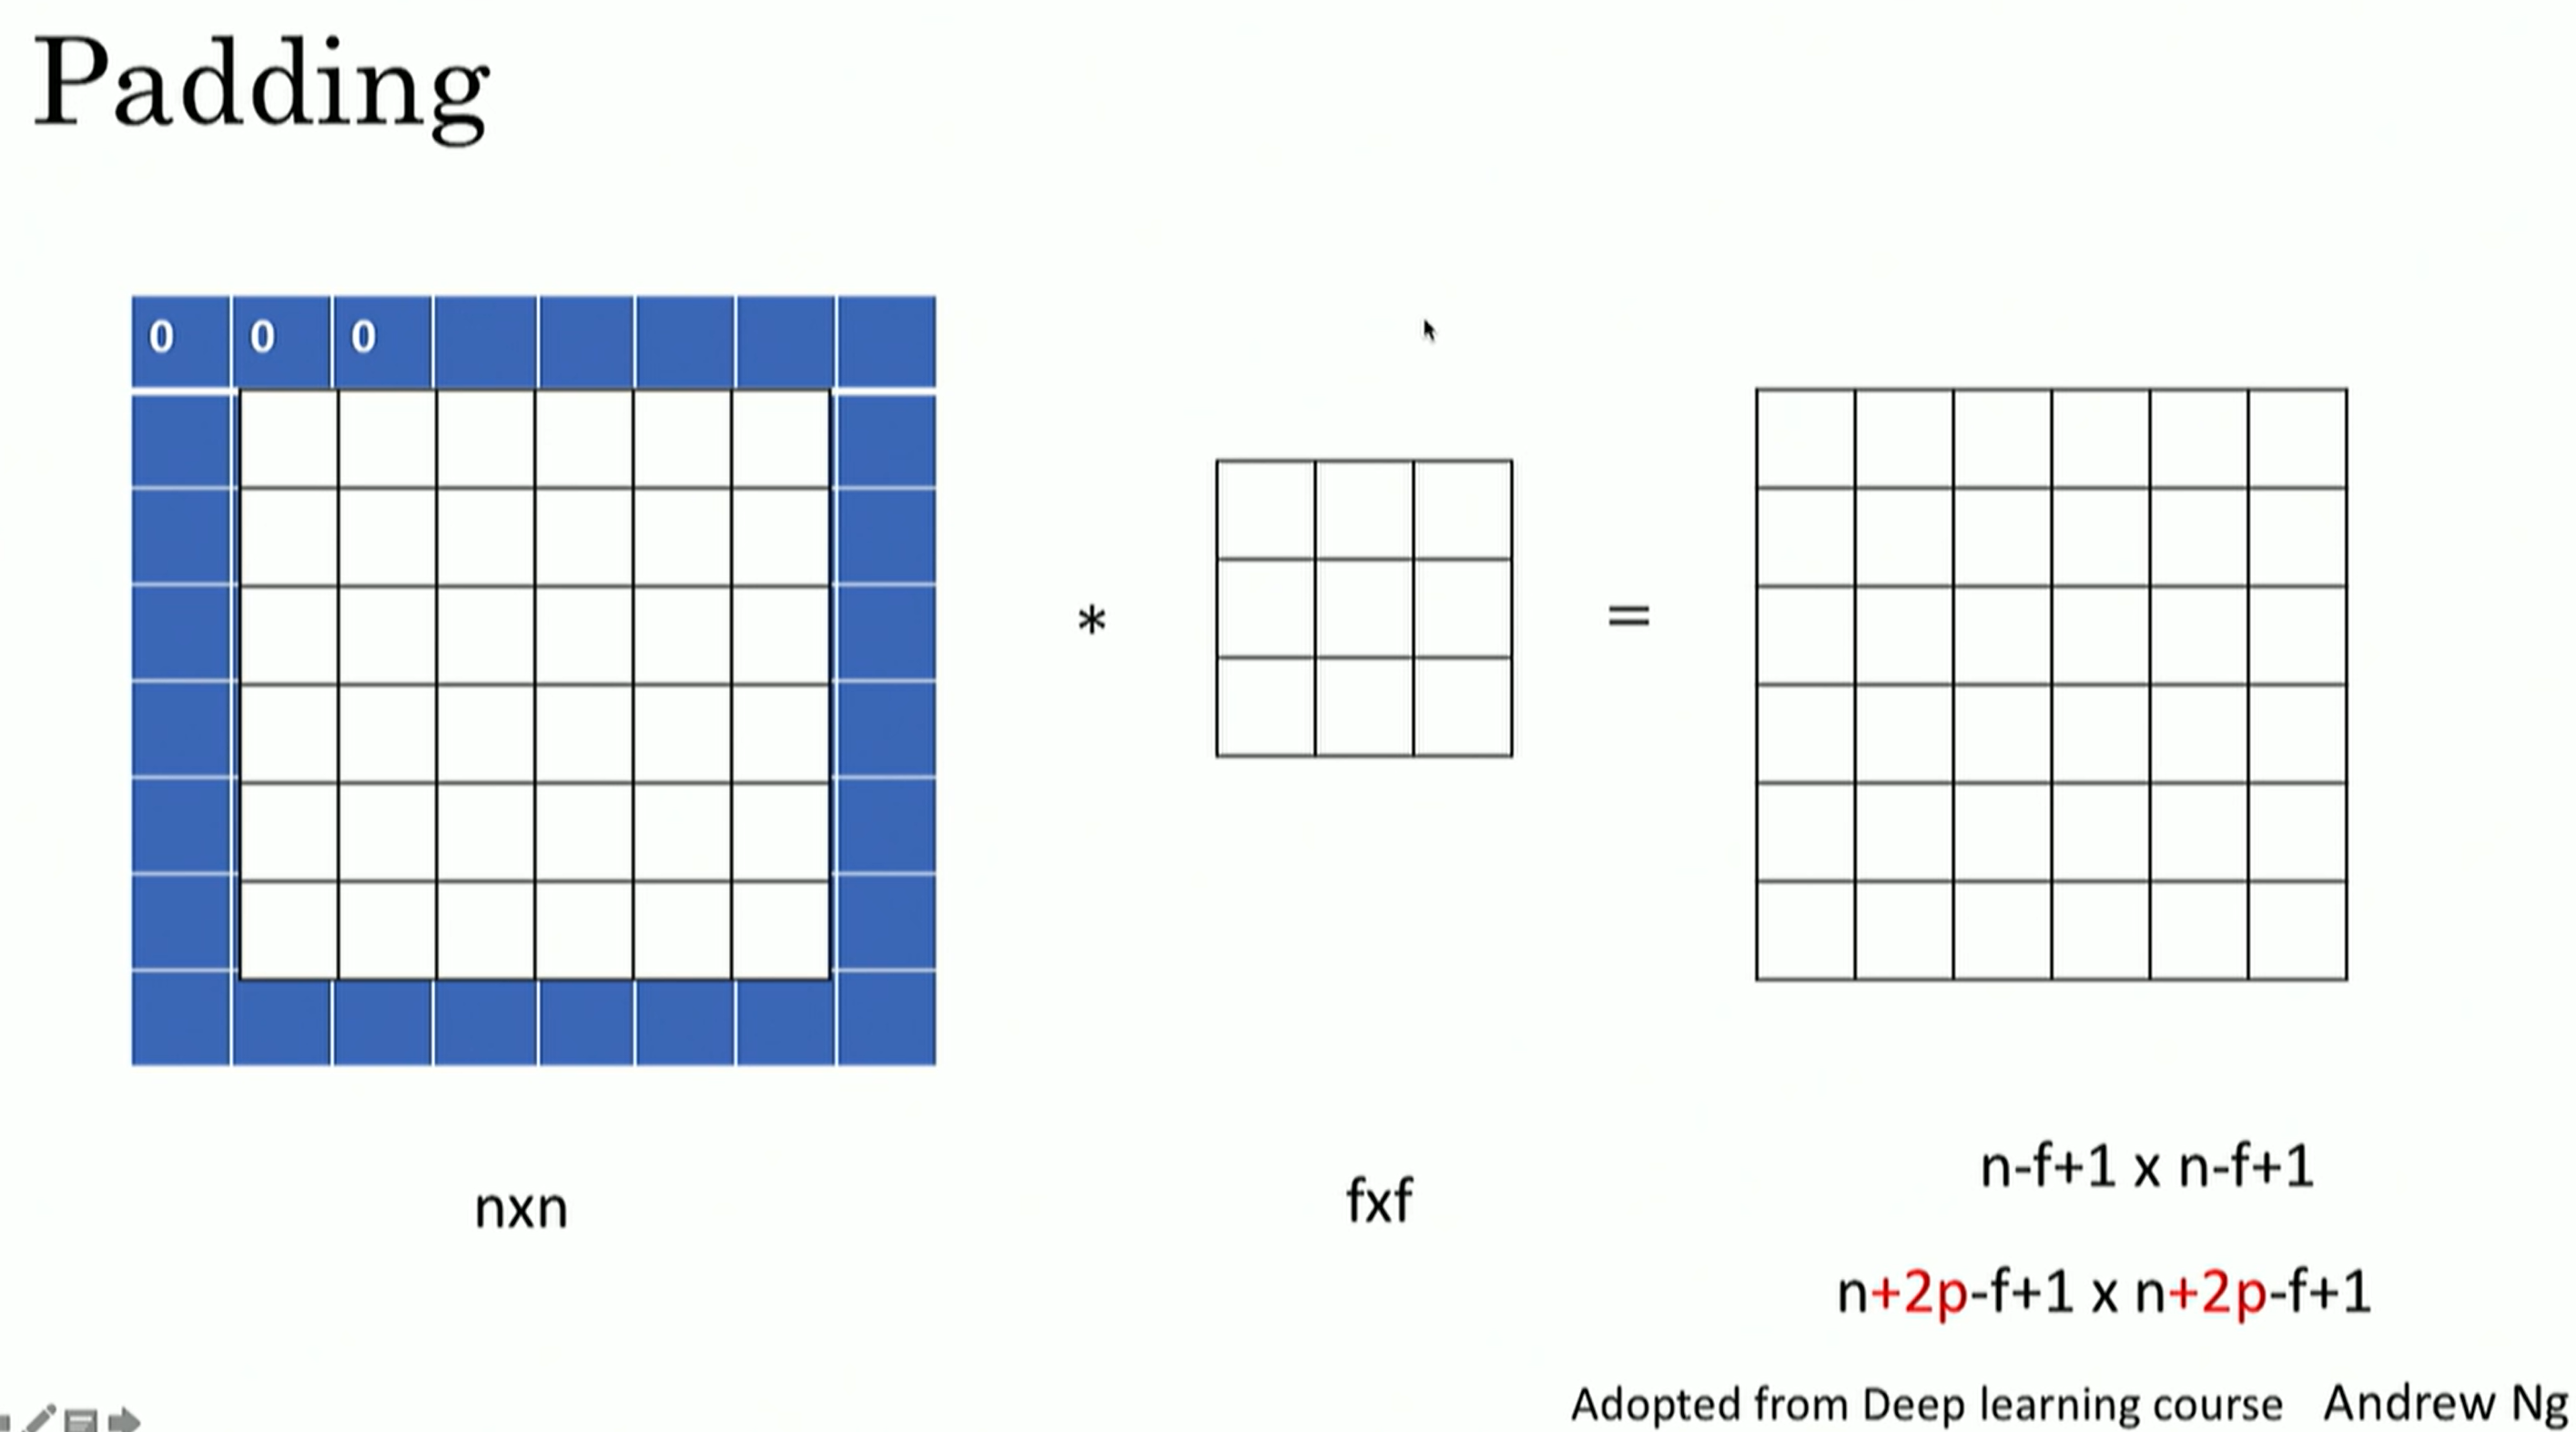 Padding
0 0 0
* =
nxn
fxf
n-f+1 x n-f+1
n+2p-f+1 x n+2p-f+1
Adopted from Deep learning course Andrew Ng